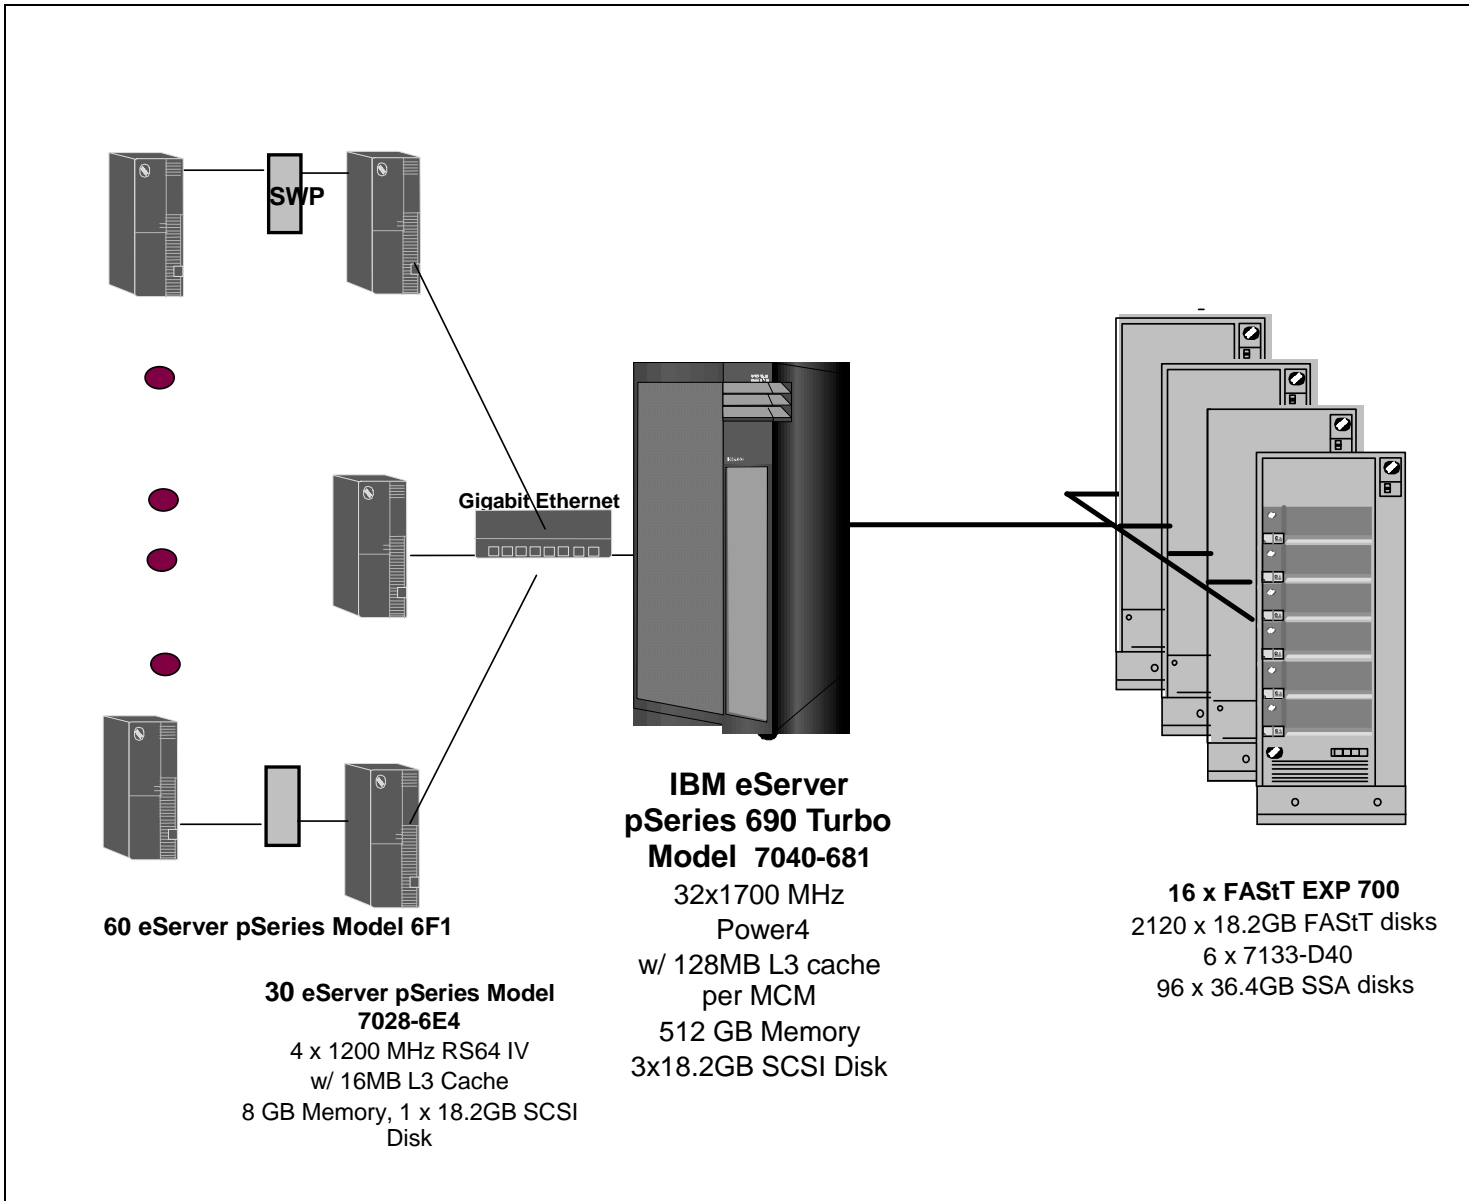 SWP
Gigabit Ethernet
60 eServer pSeries Model 6F1
30 eServer pSeries Model
7028-6E4
4 x 1200 MHz RS64 IV
w/ 16MB L3 Cache
8 GB Memory, 1 x 18.2GB SCSI
Disk
IBM eServer
pSeries 690 Turbo
Model 7040-681
32x1700 MHz
Power4
w/ 128MB L3 cache
per MCM
512 GB Memory
3x18.2GB SCSI Disk
16 x FAStT EXP 700
2120 x 18.2GB FAStT disks
6 x 7133-D40
96 x 36.4GB SSA disks